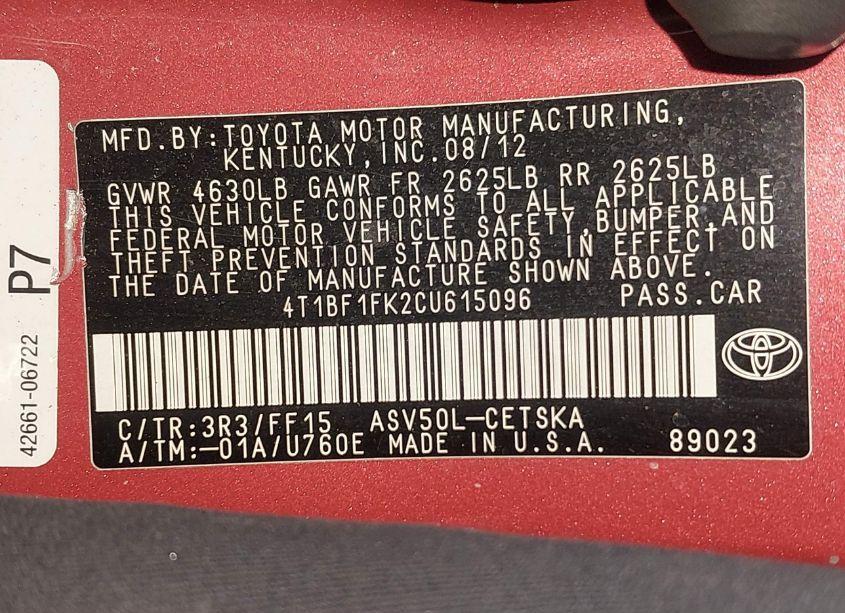 MFD.BY:TOYOTA MOTOR MANUFACTURING,
KENTUCKY,INC.08/12
GVWR 4630LB GAWR FR 2625LB RR 2625LB
THIS VEHICLE CONFORMS TO ALL APPLICABLE
FEDERAL MOTOR VEHICLE SAFETY,BUMPER,AND
THEFT PREVENTION STANDARDS IN EFFECT ON
THE DATE OF MANUFACTURE SHOWN ABOVE.
4T1BF1FK2CU615096 PASS.CAR
C/TR:3R3/FF15 ASV50L-CETSKA
A/TM:-01A/U760E MADE IN U.S.A. 89023
P7
42661-06722